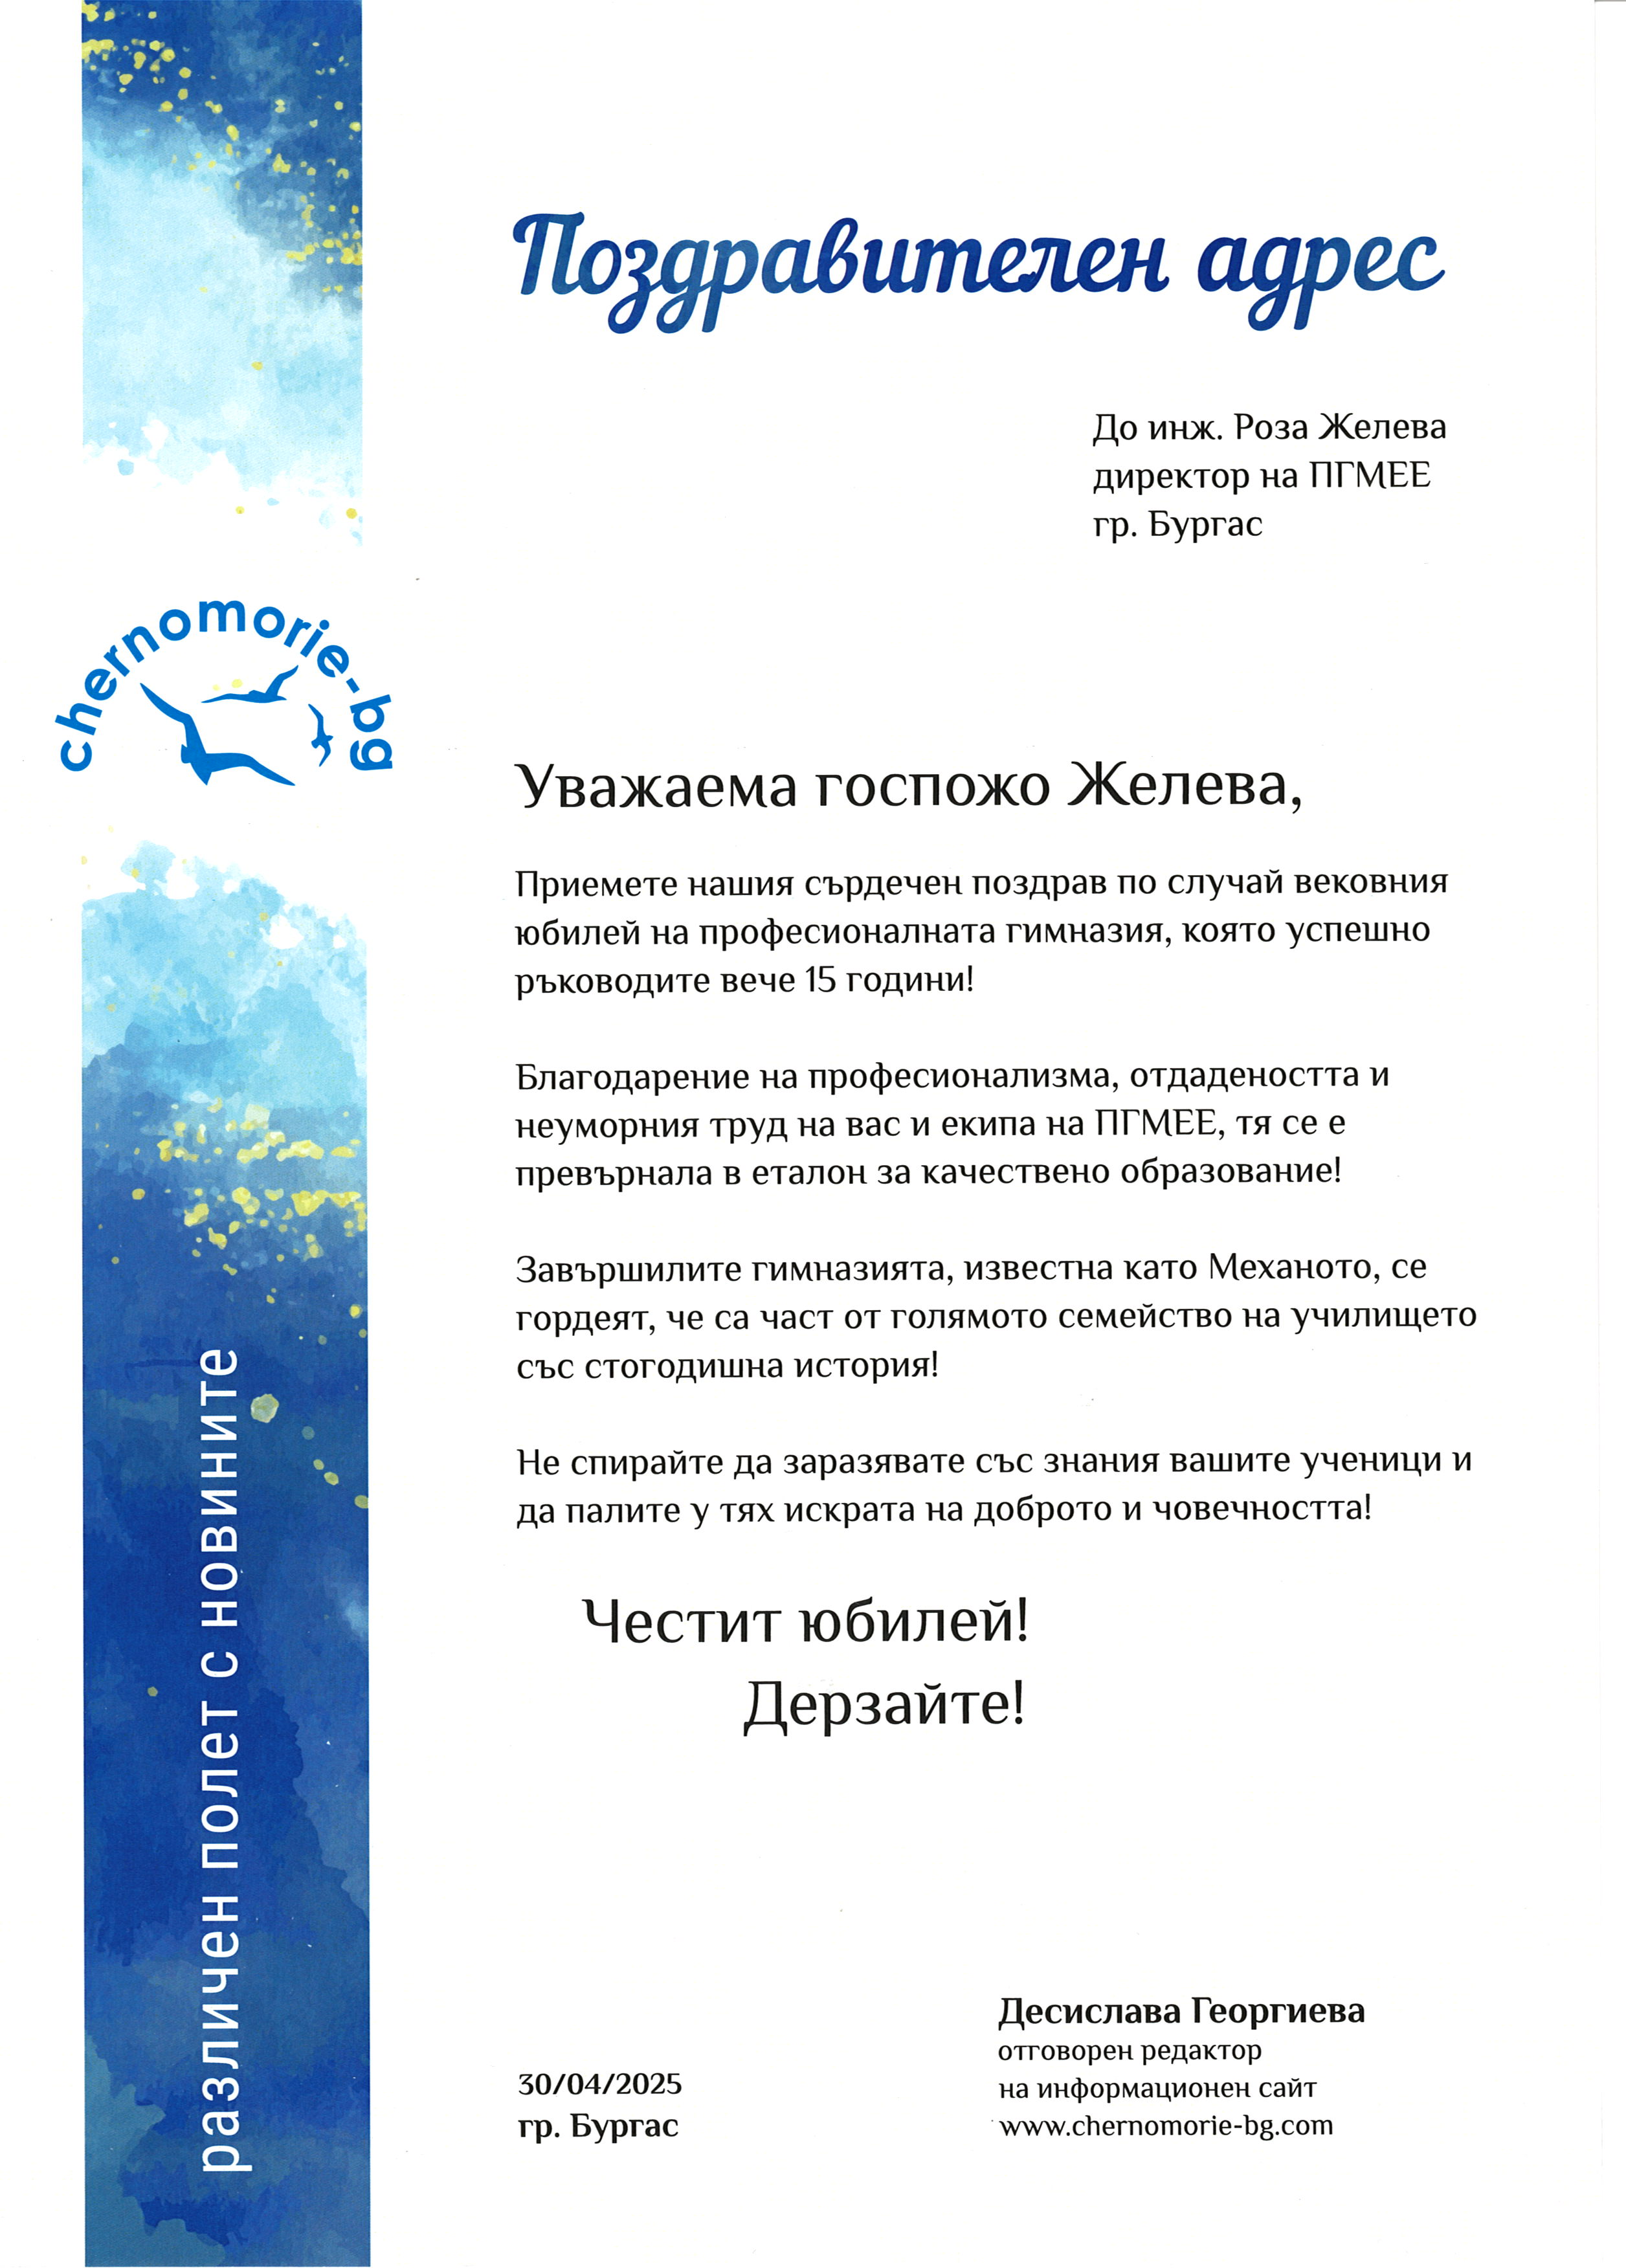 Поздравителен адрес
До инж. Роза Желева
директор на ПГМЕЕ
гр. Бургас
chernomorie-bg
Уважаема госпожо Желева,
Приемете нашия сърдечен поздрав по случай вековния
юбилей на професионалната гимназия, която успешно
ръководите вече 15 години!
Благодарение на професионализма, отдадеността и
неуморния труд на вас и екипа на ПГМЕЕ, тя се е
превърнала в еталон за качествено образование!
Завършилите гимназията, известна като Механото, се
гордеят, че са част от голямото семейство на училището
със стогодишна история!
Не спирайте да заразявате със знания вашите ученици и
да палите у тях искрата на доброто и човечността!
Честит юбилей!
Дерзайте!
различен полет с новините
30/04/2025
гр. Бургас
Десислава Георгиева
отговорен редактор
на информационен сайт
www.chernomorie-bg.com